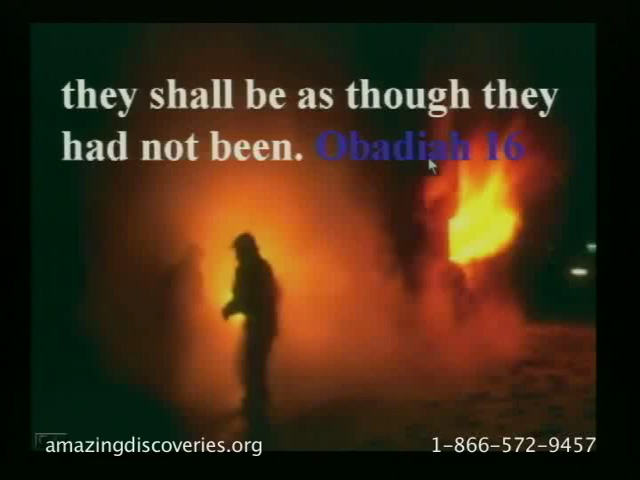 they shall be as though they
had not been. Obadiah 16
amazingdiscoveries.org
1-866-572-9457